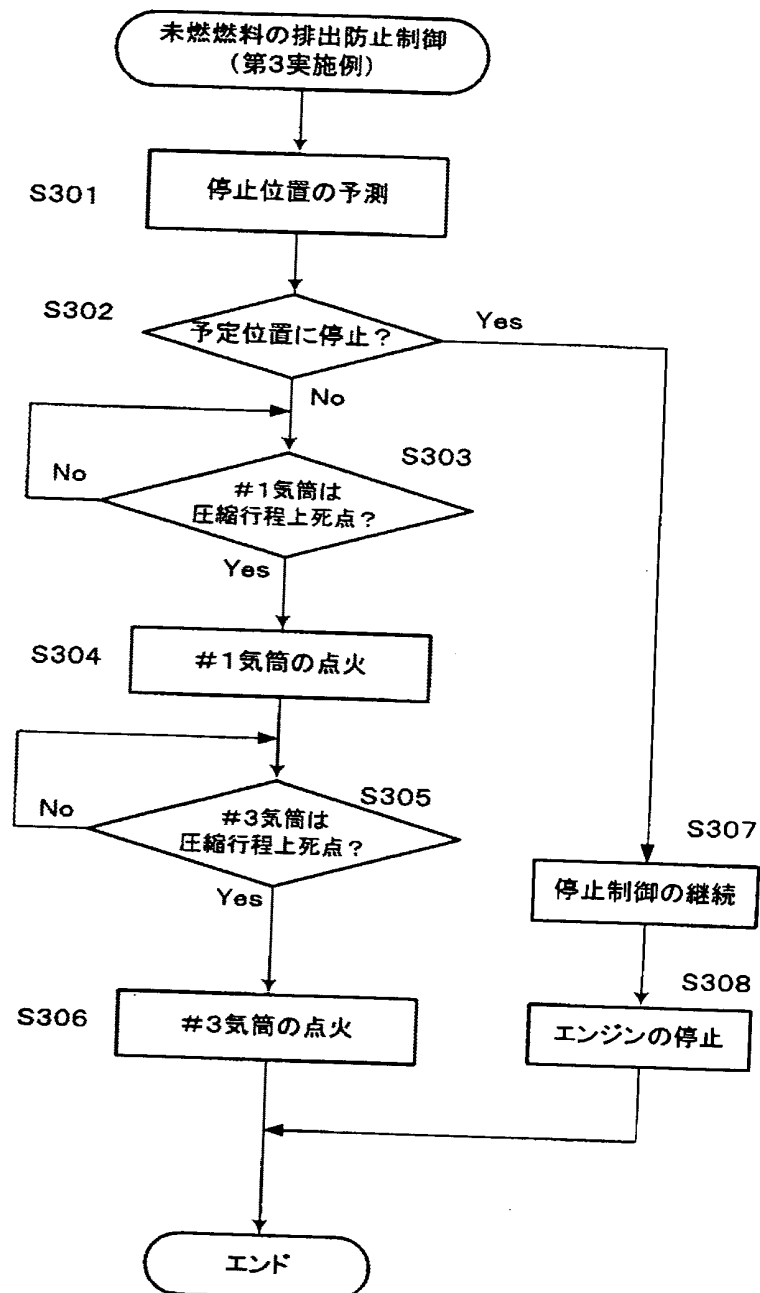 未燃燃料の排出防止制御
(第3実施例)
S301
停止位置の予測
S302
予定位置に停止?
Yes
No
S303
No
#1気筒は
圧縮行程上死点?
Yes
S304
#1気筒の点火
S305
No
#3気筒は
圧縮行程上死点?
Yes
S307
停止制御の継続
S306
#3気筒の点火
S308
エンジンの停止
エンド